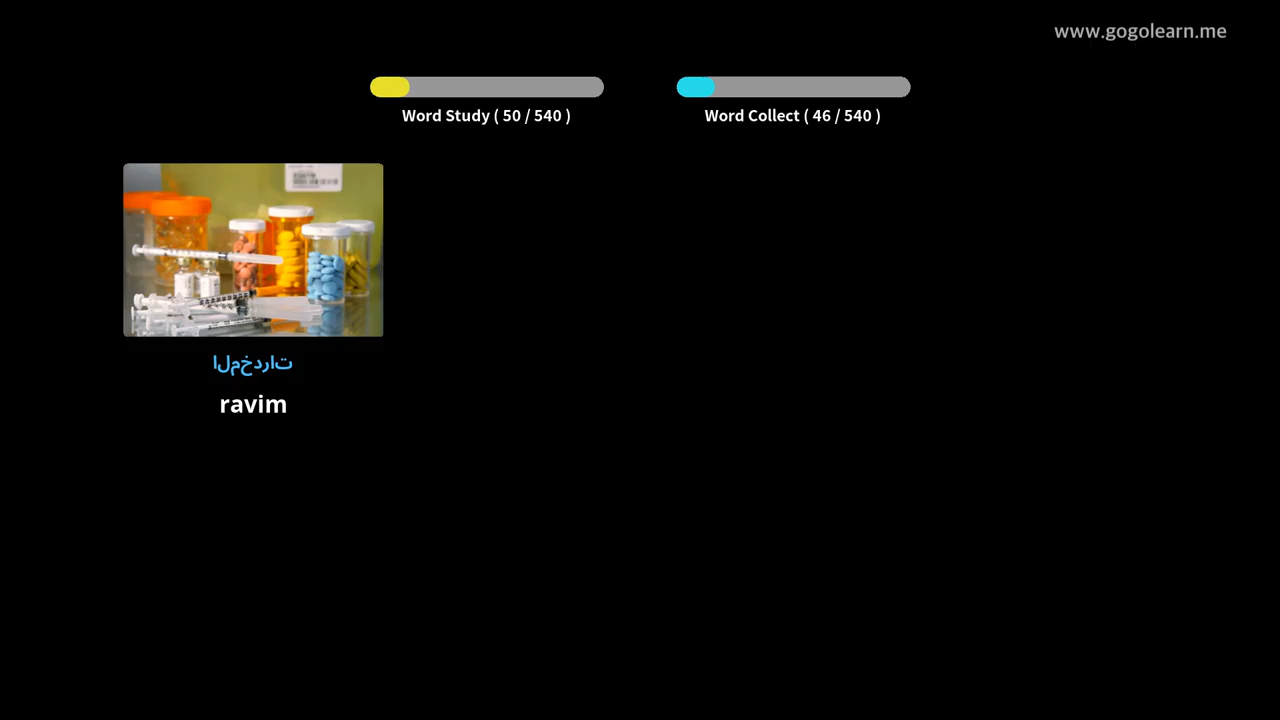 www.gogolearn.me
Word Study ( 50 / 540 )
Word Collect ( 46 / 540 )
المخدرات
ravim